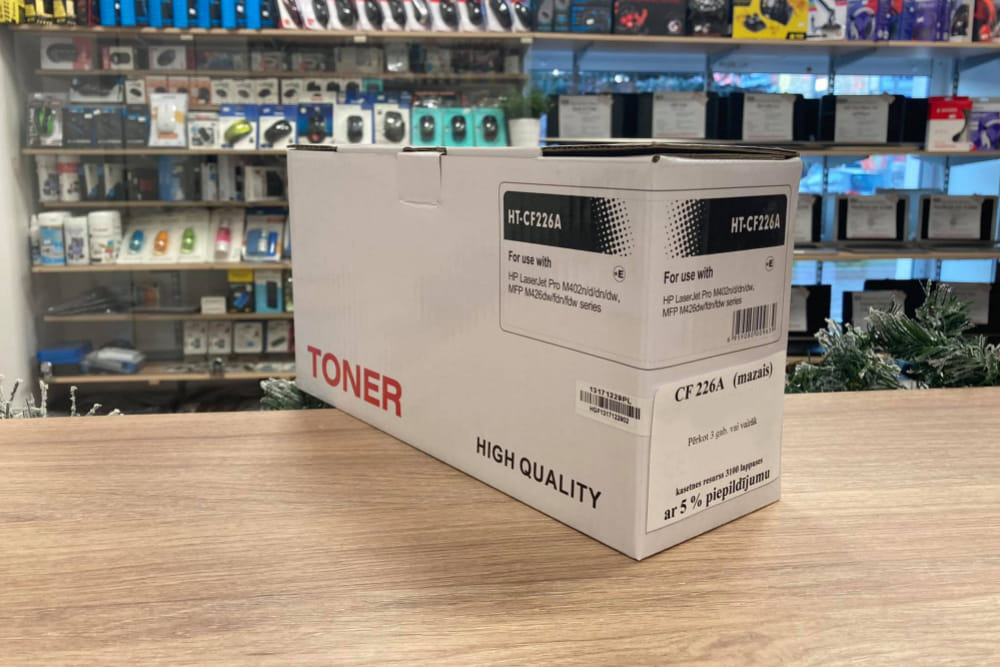 HT-CF226A
For use with
E
HP LaserJet Pro M402n/d/dn/dw,
MFP M426dw/fdn/fdw series
HT-CF226A
For use with
E
HP LaserJet Pro M402n/d/dn/dw,
MFP M426dw/fdn/fdw series
TONER
HIGH QUALITY
13171229PL
CF 226A (mazais)
Pērkot 3 gab. vai vairāk
kasetnes resurss 3100 lappuses
ar 5 % piepildījumu